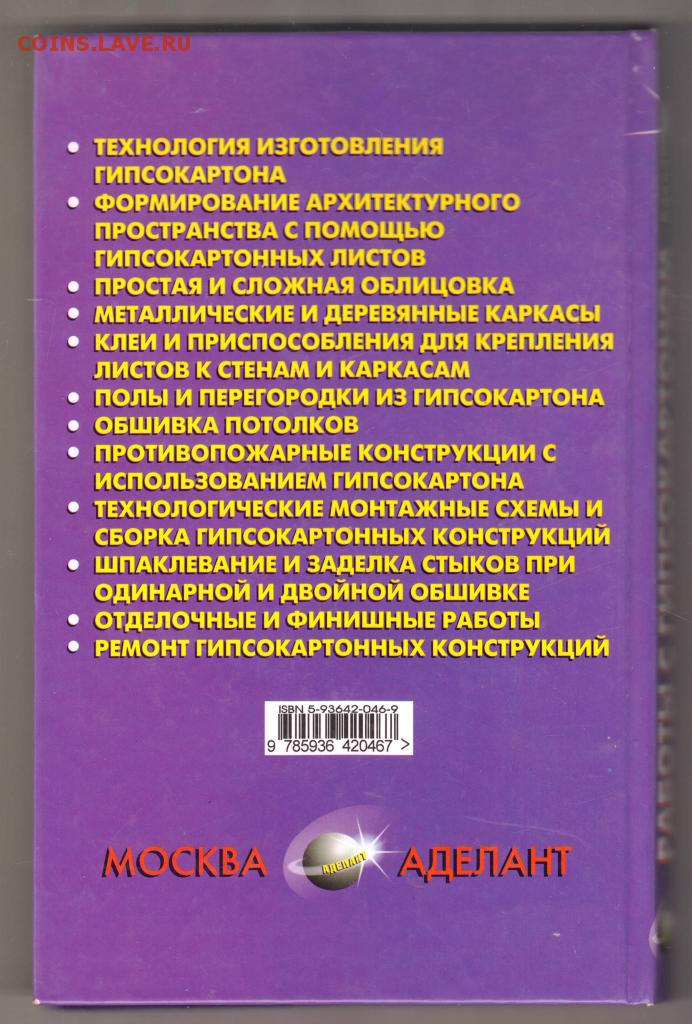 COINS.LAVE.RU
• ТЕХНОЛОГИЯ ИЗГОТОВЛЕНИЯ
ГИПСОКАРТОНА
• ФОРМИРОВАНИЕ АРХИТЕКТУРНОГО
ПРОСТРАНСТВА С ПОМОЩЬЮ
ГИПСОКАРТОННЫХ ЛИСТОВ
• ПРОСТАЯ И СЛОЖНАЯ ОБЛИЦОВКА
• МЕТАЛЛИЧЕСКИЕ И ДЕРЕВЯННЫЕ КАРКАСЫ
• КЛЕИ И ПРИСПОСОБЛЕНИЯ ДЛЯ КРЕПЛЕНИЯ
ЛИСТОВ К СТЕНАМ И КАРКАСАМ
• ПОЛЫ И ПЕРЕГОРОДКИ ИЗ ГИПСОКАРТОНА
• ОБШИВКА ПОТОЛКОВ
• ПРОТИВОПОЖАРНЫЕ КОНСТРУКЦИИ С
ИСПОЛЬЗОВАНИЕМ ГИПСОКАРТОНА
• ТЕХНОЛОГИЧЕСКИЕ МОНТАЖНЫЕ СХЕМЫ И
СБОРКА ГИПСОКАРТОННЫХ КОНСТРУКЦИЙ
• ШПАКЛЕВАНИЕ И ЗАДЕЛКА СТЫКОВ ПРИ
ОДИНАРНОЙ И ДВОЙНОЙ ОБШИВКЕ
• ОТДЕЛОЧНЫЕ И ФИНИШНЫЕ РАБОТЫ
• РЕМОНТ ГИПСОКАРТОННЫХ КОНСТРУКЦИЙ
ISBN 5-93642-046-9
9 785936 420467 >
МОСКВА АДЕЛАНТ АДЕЛАНТ
РАБОТЫ С ГИПСОКАРТОНОМ